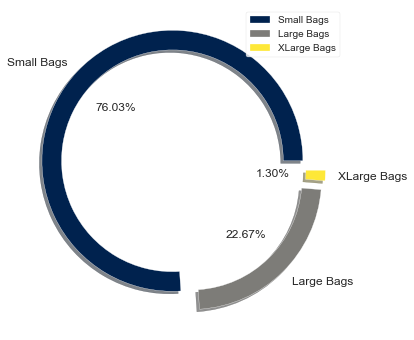 Small Bags
Large Bags
XLarge Bags
Small Bags
76.03%
1.30%
XLarge Bags
22.67%
Large Bags